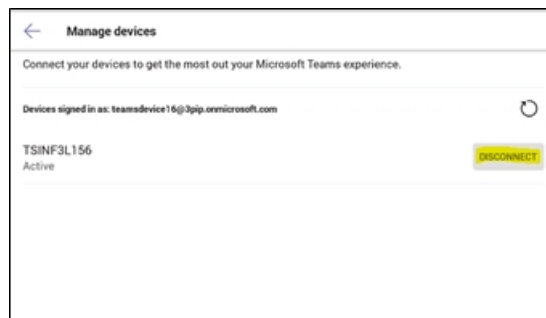 Manage devices
Connect your devices to get the most out your Microsoft Teams experience.
Devices signed in as: teamsdevice16@3pip.onmicrosoft.com
TSINF3L156
DISCONNECT
Active